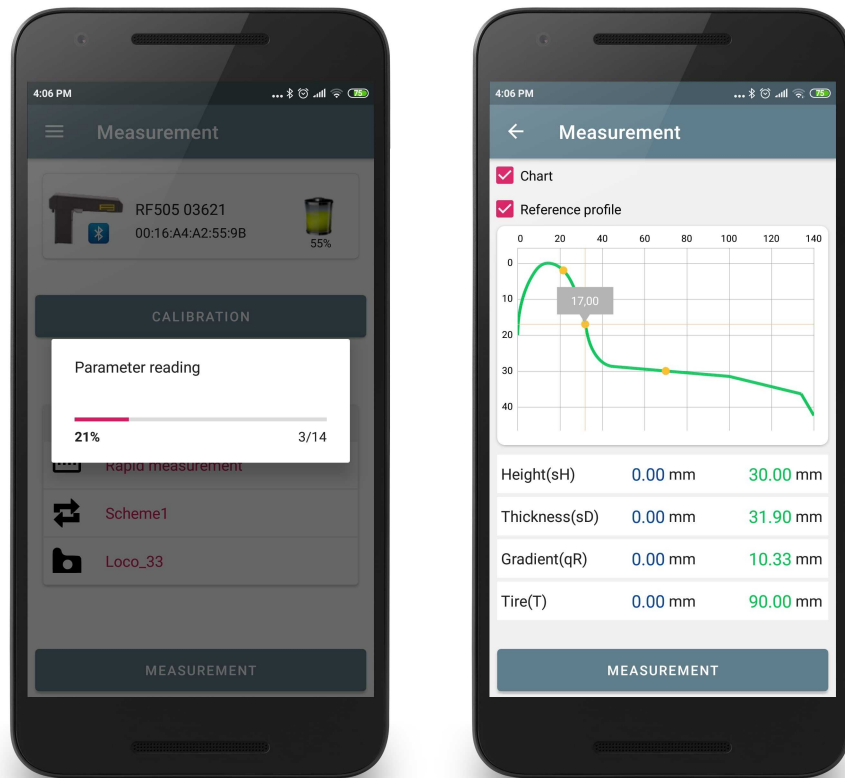 4:06 PM
75
Measurement
RF505 03621
00:16:A4:A2:55:9B
55%
CALIBRATION
Parameter reading
21% 3/14
Rapid measurement
Scheme1
Loco_33
MEASUREMENT
4:06 PM
75
Measurement
Chart
Reference profile
0 20 40 60 80 100 120 140
0
10
17,00
20
30
40
Height(sH) 0.00 mm 30.00 mm
Thickness(sD) 0.00 mm 31.90 mm
Gradient(qR) 0.00 mm 10.33 mm
Tire(T) 0.00 mm 90.00 mm
MEASUREMENT